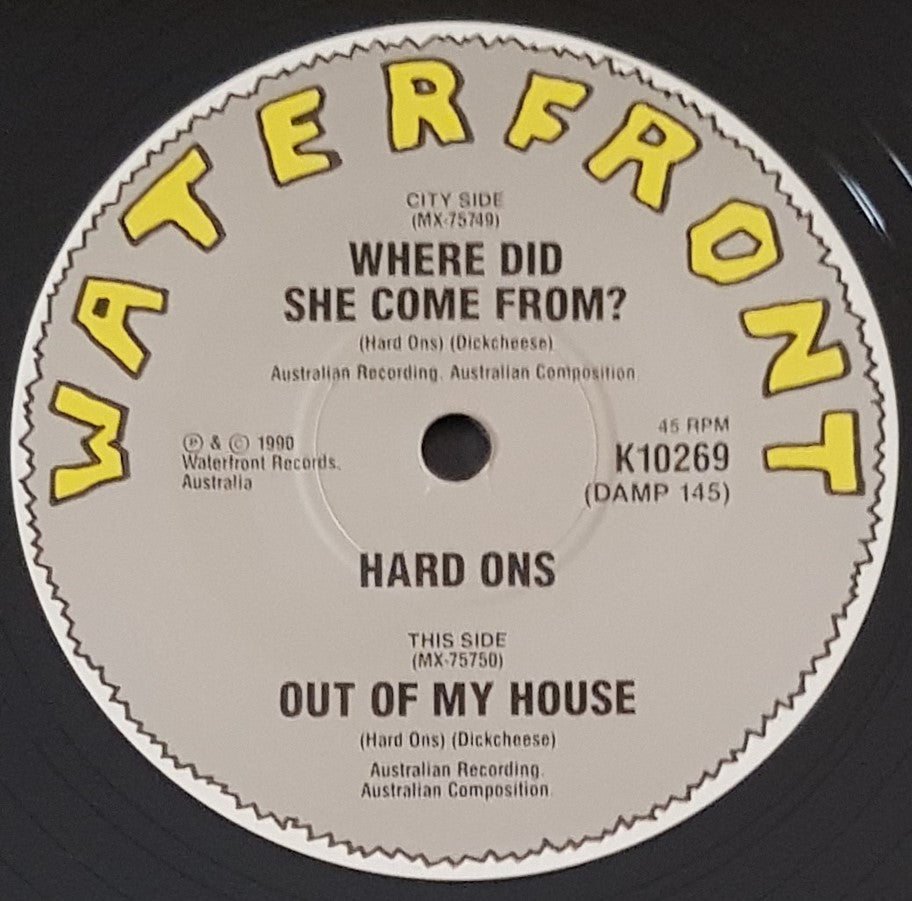 WATERFRONT
CITY SIDE
(MX-75749)
WHERE DID
SHE COME FROM?
(Hard Ons) (Dickcheese)
Australian Recording. Australian Composition
℗ & © 1990
Waterfront Records.
Australia
45 RPM
K10269
(DAMP 145)
HARD ONS
THIS SIDE
(MX-75750)
OUT OF MY HOUSE
(Hard Ons) (Dickcheese)
Australian Recording.
Australian Composition